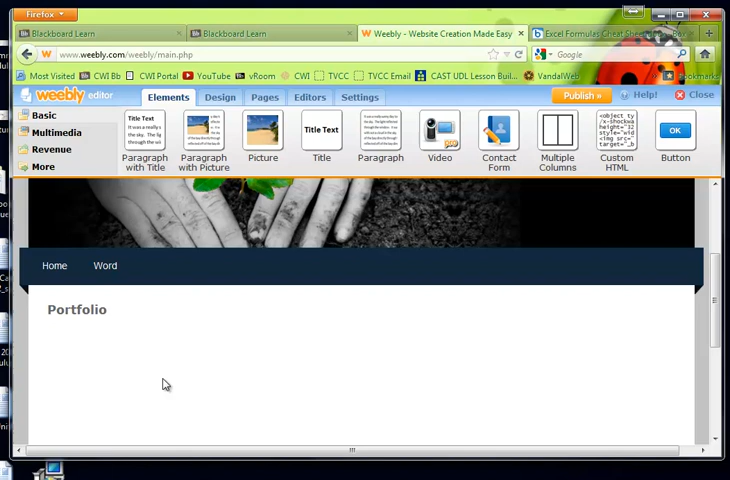 Firefox
Blackboard Learn
Blackboard Learn
Weebly - Website Creation Made Easy
Excel Formulas Cheat
www.weebly.com/weebly/main.php
Google
Most Visited
CWI Bb
CWI Portal
YouTube
vRoom
CWI
TVCC
TVCC Email
CAST UDL Lesson Buil...
VandalWeb
Bookmarks
weebly editor
Elements
Design
Pages
Editors
Settings
Publish »
Help!
Close
Basic
Multimedia
Revenue
More
Title Text
Title Text
OK
Paragraph with Title
Paragraph with Picture
Picture
Title
Paragraph
Video
Contact Form
Multiple Columns
Custom HTML
Button
Home
Word
Portfolio